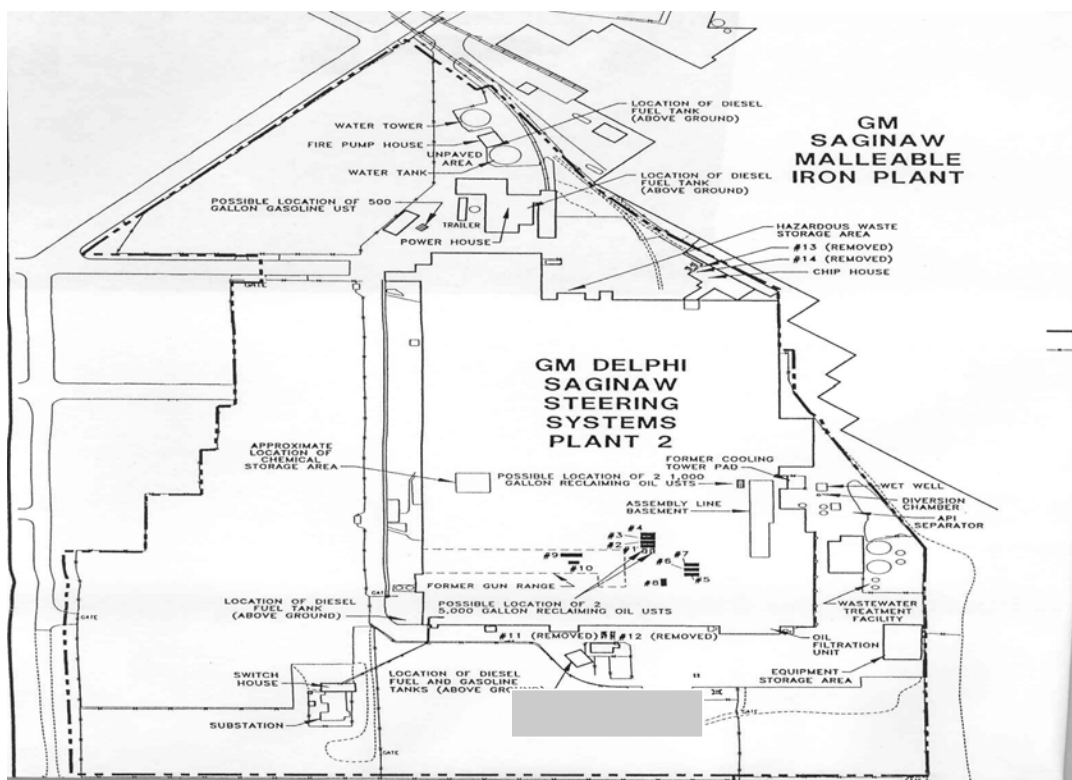 LOCATION OF DIESEL
FUEL TANK
(ABOVE GROUND)
WATER TOWER
FIRE PUMP HOUSE
UNPAVED
AREA
WATER TANK
GM
SAGINAW
MALLEABLE
IRON PLANT
LOCATION OF DIESEL
FUEL TANK
(ABOVE GROUND)
POSSIBLE LOCATION OF 500
GALLON GASOLINE UST
TRAILER
POWER HOUSE
HAZARDOUS WASTE
STORAGE AREA
#13 (REMOVED)
#14 (REMOVED)
CHIP HOUSE
GATE
GM DELPHI
SAGINAW
STEERING
SYSTEMS
PLANT 2
APPROXIMATE
LOCATION OF
CHEMICAL
STORAGE AREA
POSSIBLE LOCATION OF 2 1,000
GALLON RECLAIMING OIL USTS
FORMER COOLING
TOWER PAD
WET WELL
DIVERSION
CHAMBER
API
SEPARATOR
ASSEMBLY LINE
BASEMENT
#4
#3
#2
#1
#9
#10
#7
#6
#5
#8
FORMER GUN RANGE
POSSIBLE LOCATION OF 2
5,000 GALLON RECLAIMING OIL USTS
LOCATION OF DIESEL
FUEL TANK
(ABOVE GROUND)
GATE
WASTEWATER
TREATMENT
FACILITY
#11 (REMOVED)
#12 (REMOVED)
OIL
FILTRATION
UNIT
EQUIPMENT
STORAGE AREA
SWITCH
HOUSE
LOCATION OF DIESEL
FUEL AND GASOLINE
TANKS (ABOVE
SUBSTATION
GATE
GATE